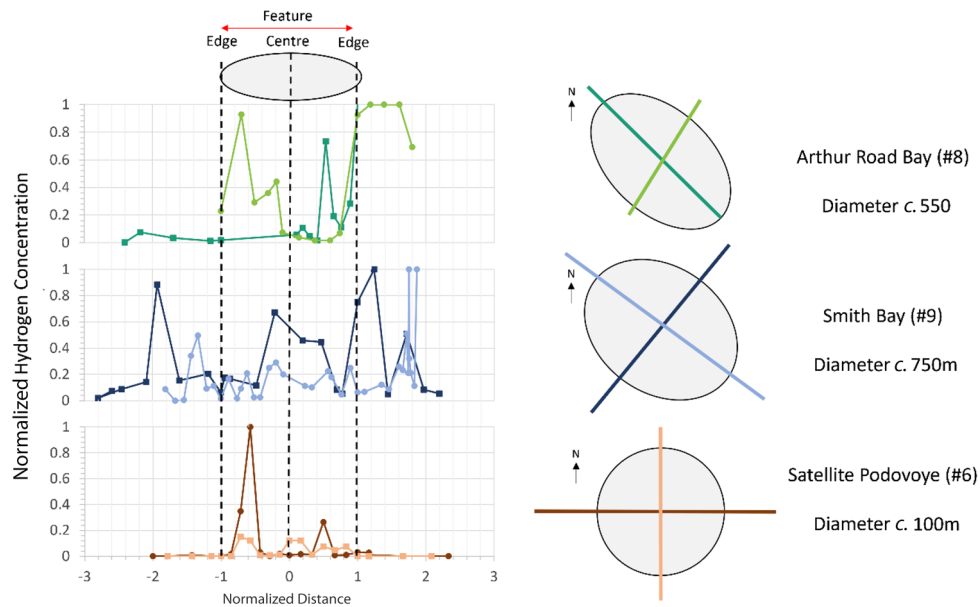 Feature
Edge
Centre
Edge
Normalized Hydrogen Concentration
1
0.8
0.6
0.4
0.2
0
1
0.8
0.6
0.4
0.2
0
1
0.8
0.6
0.4
0.2
0
-3
-2
-1
0
1
2
3
Normalized Distance
N
Arthur Road Bay (#8)
Diameter c. 550
N
Smith Bay (#9)
Diameter c. 750m
N
Satellite Podovoye (#6)
Diameter c. 100m